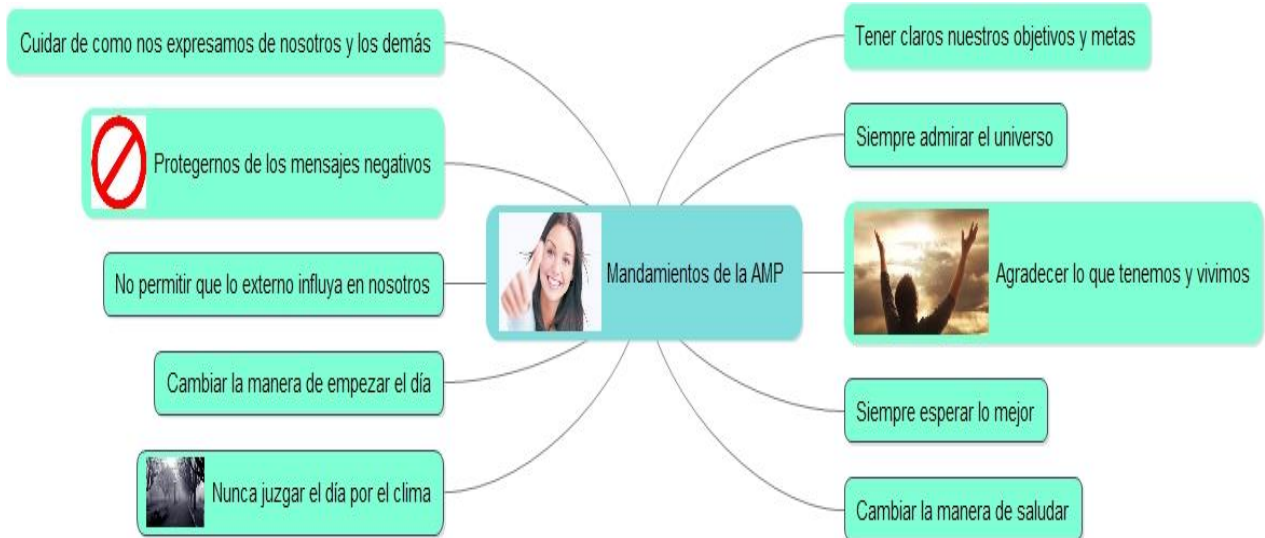 Cuidar de como nos expresamos de nosotros y los demás
Protegernos de los mensajes negativos
No permitir que lo externo influya en nosotros
Cambiar la manera de empezar el día
Nunca juzgar el día por el clima
Mandamientos de la AMP
Tener claros nuestros objetivos y metas
Siempre admirar el universo
Agradecer lo que tenemos y vivimos
Siempre esperar lo mejor
Cambiar la manera de saludar